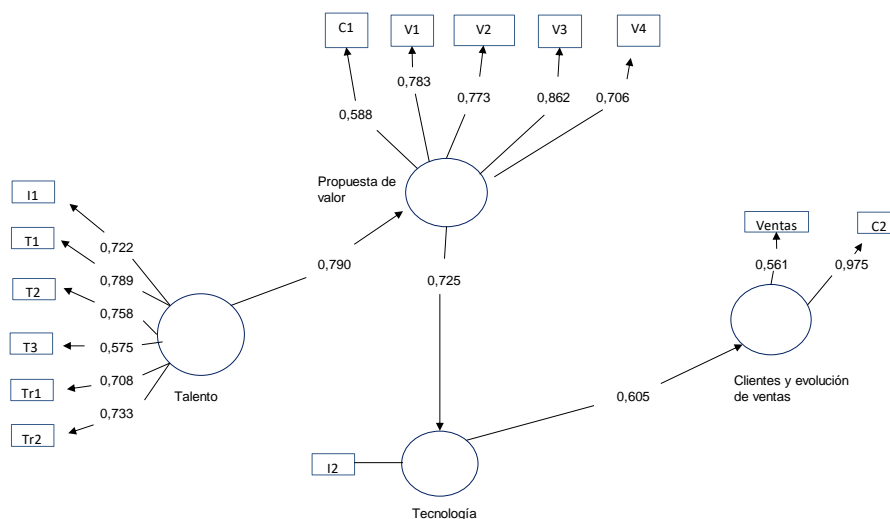 C1
V1
V2
V3
V4
0,588
0,783
0,773
0,862
0,706
Propuesta de
valor
I1
T1
T2
T3
Tr1
Tr2
0,722
0,789
0,758
0,575
0,708
0,733
Talento
0,790
0,725
Ventas
C2
0,561
0,975
Clientes y evolución
de ventas
0,605
I2
Tecnología